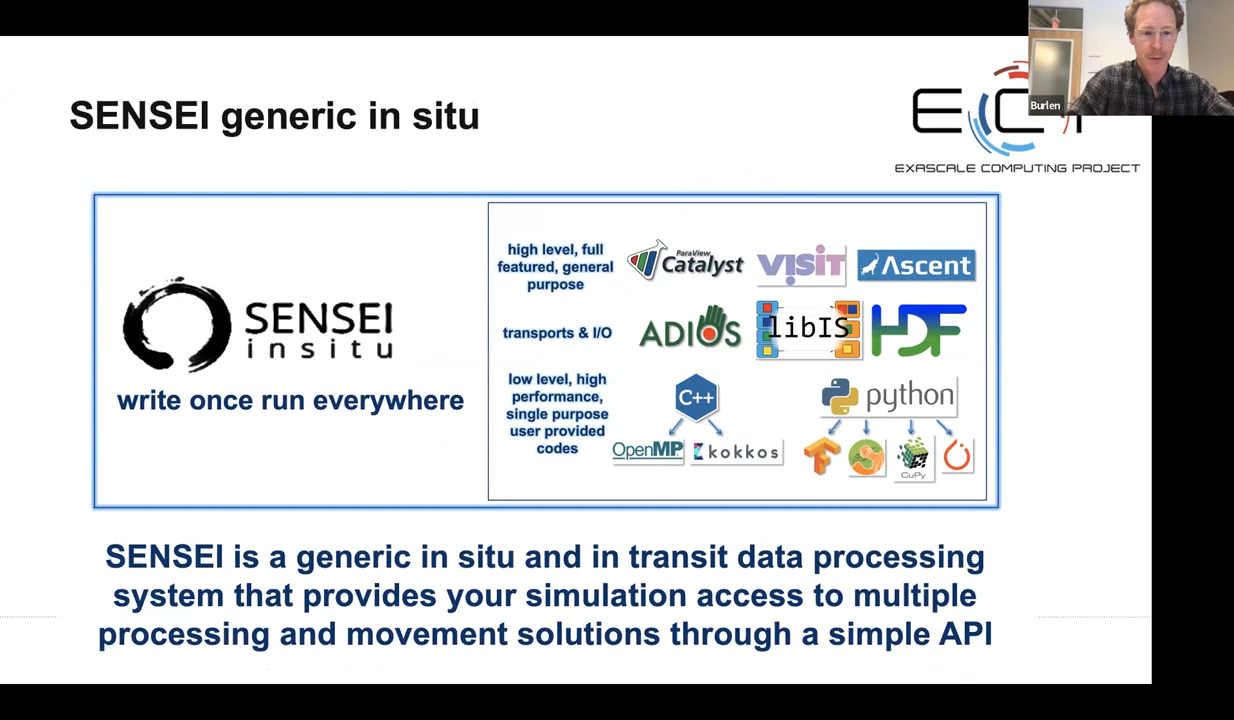 SENSEI generic in situ
EXASCALE COMPUTING PROJECT
Burlen
SENSEI
insitu
write once run everywhere
high level, full
featured, general
purpose
ParaView
Catalyst
VISIT
Ascent
transports & I/O
ADIOS
libIS
HDF
low level, high
performance,
single purpose
user provided
codes
C++
python
OpenMP
kokkos
CuPy
SENSEI is a generic in situ and in transit data processing
system that provides your simulation access to multiple
processing and movement solutions through a simple API